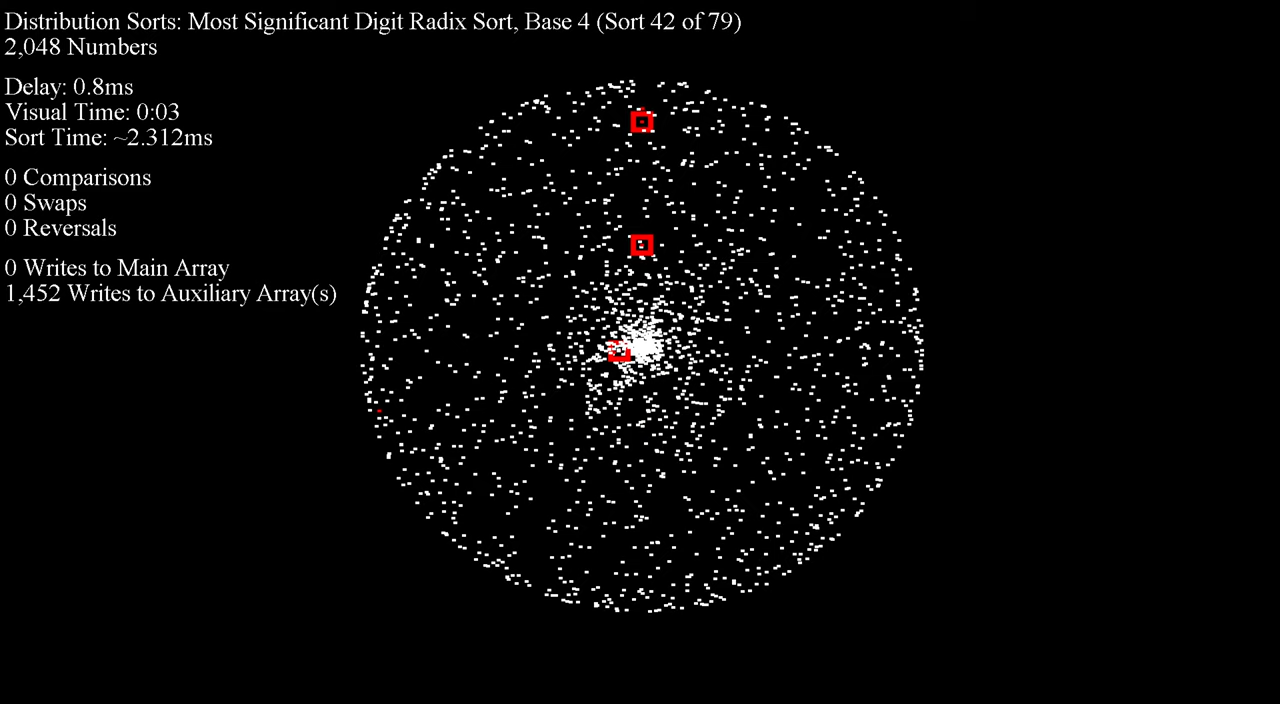 Distribution Sorts: Most Significant Digit Radix Sort, Base 4 (Sort 42 of 79)
2,048 Numbers
Delay: 0.8ms
Visual Time: 0:03
Sort Time: ~2.312ms
0 Comparisons
0 Swaps
0 Reversals
0 Writes to Main Array
1,452 Writes to Auxiliary Array(s)